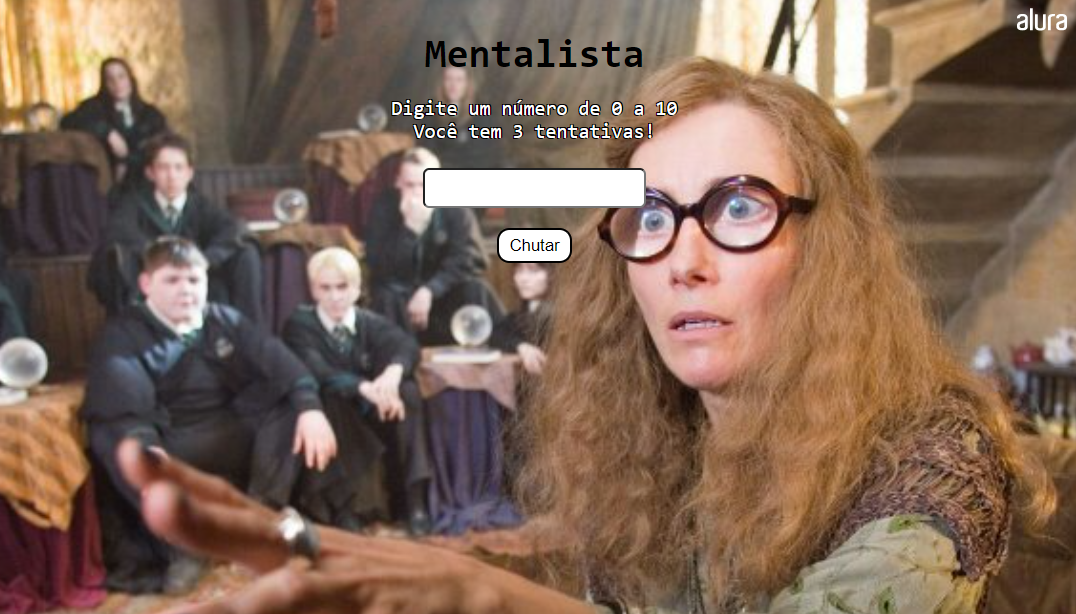 alura
Mentalista
Digite um número de 0 a 10
Você tem 3 tentativas!
Chutar